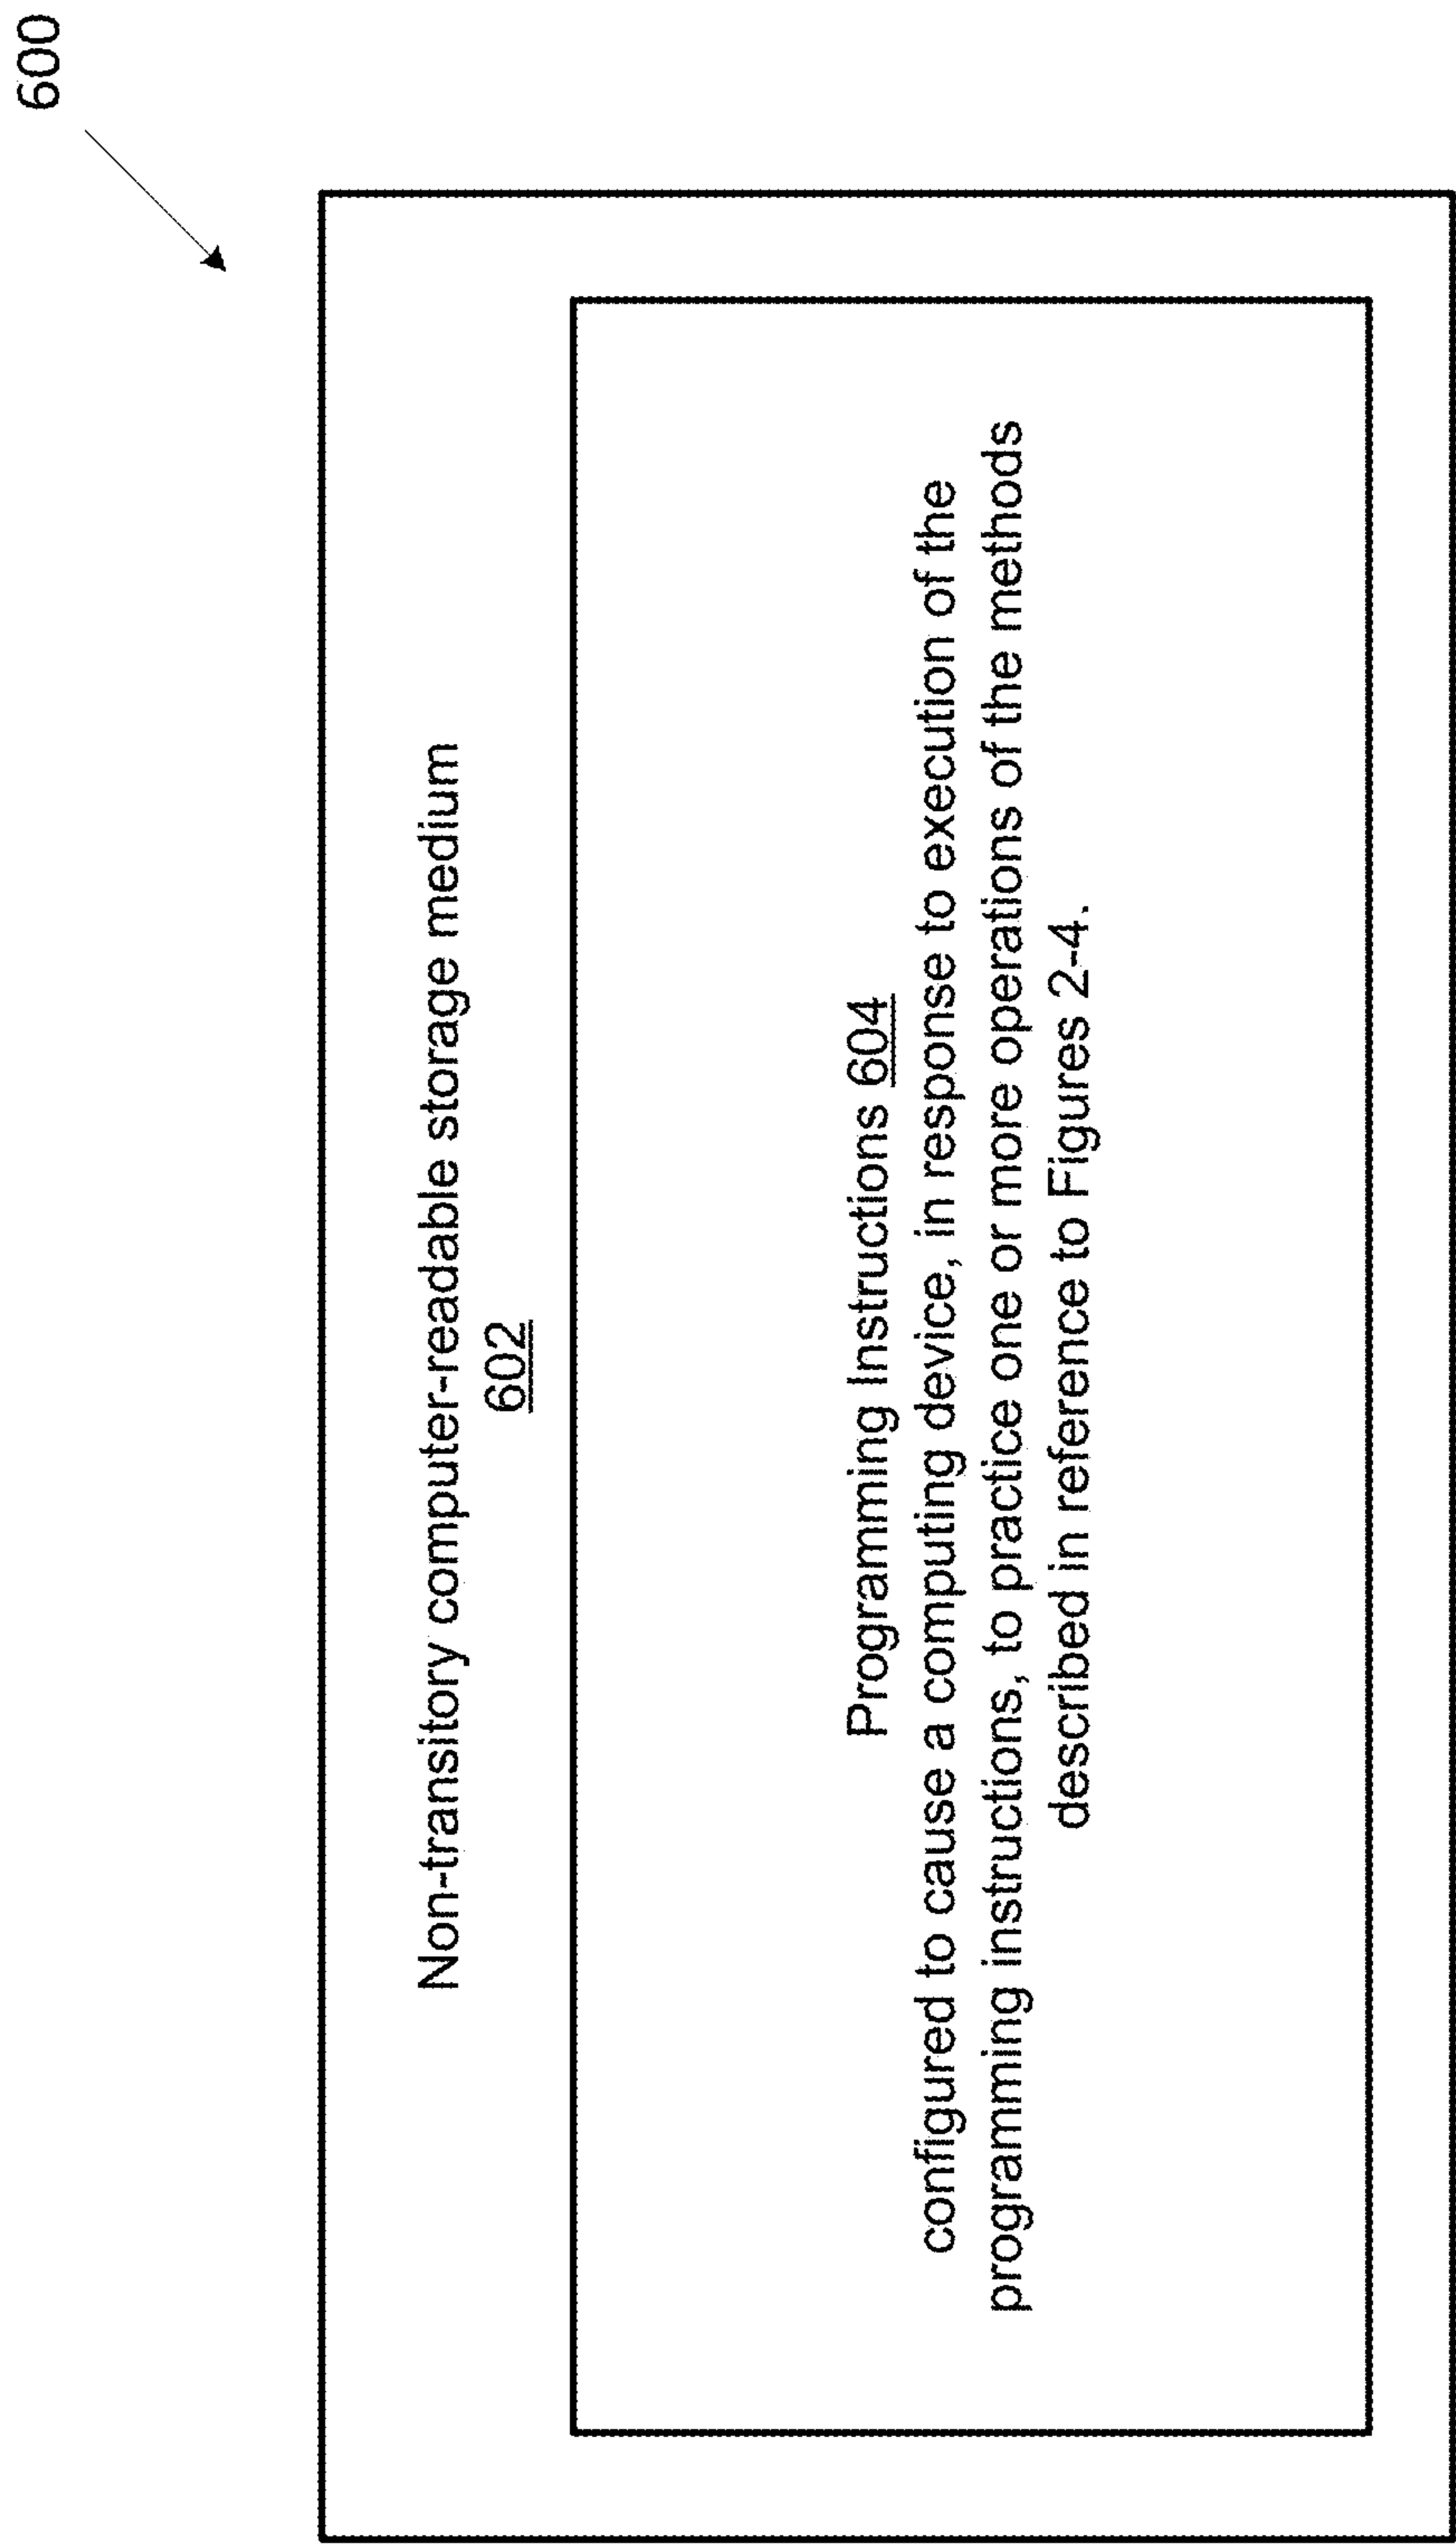 600
Non-transitory computer-readable storage medium
602
Programming Instructions 604
configured to cause a computing device, in response to execution of the
programming instructions, to practice one or more operations of the methods
described in reference to Figures 2-4.